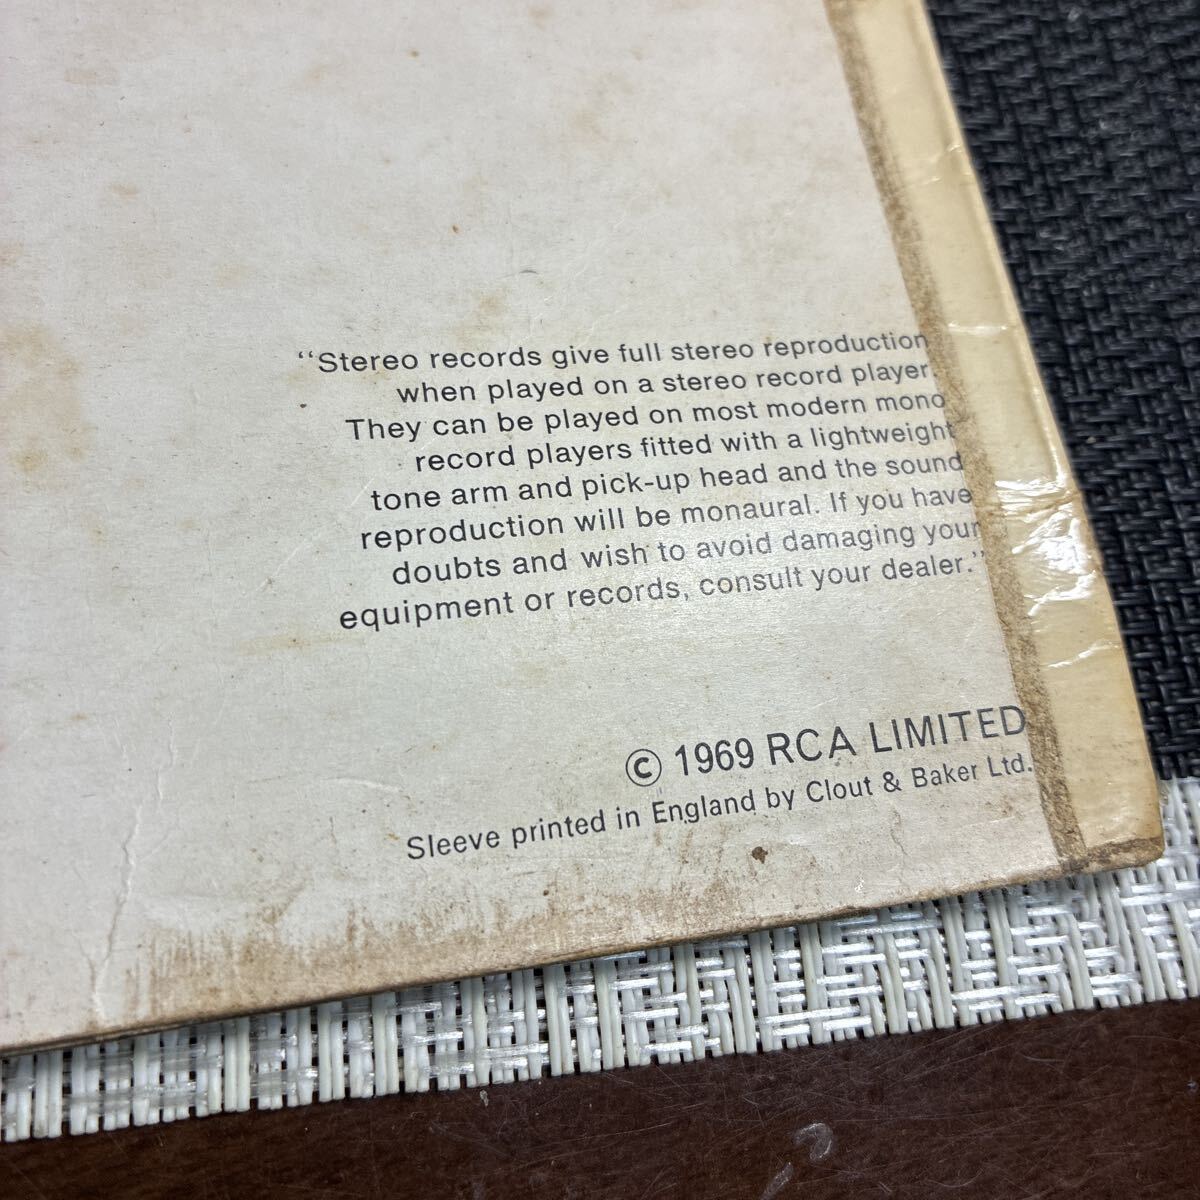 “Stereo records give full stereo reproduction
when played on a stereo record player.
They can be played on most modern mono
record players fitted with a lightweight
tone arm and pick-up head and the sound
reproduction will be monaural. If you have
doubts and wish to avoid damaging your
equipment or records, consult your dealer.”
© 1969 RCA LIMITED
Sleeve printed in England by Clout & Baker Ltd.